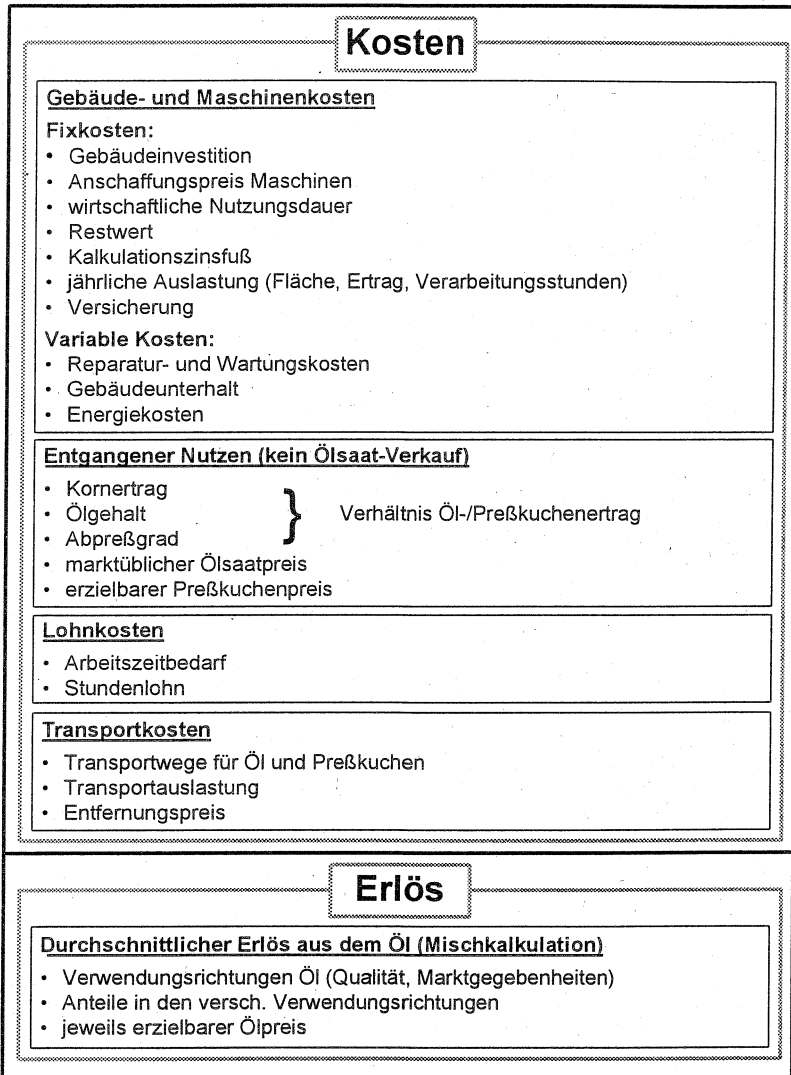 Kosten
Gebäude- und Maschinenkosten
Fixkosten:
• Gebäudeinvestition
• Anschaffungspreis Maschinen
• wirtschaftliche Nutzungsdauer
• Restwert
• Kalkulationszinsfuß
• jährliche Auslastung (Fläche, Ertrag, Verarbeitungsstunden)
• Versicherung
Variable Kosten:
• Reparatur- und Wartungskosten
• Gebäudeunterhalt
• Energiekosten
Entgangener Nutzen (kein Ölsaat-Verkauf)
• Kornertrag
• Ölgehalt } Verhältnis Öl-/Preßkuchenertrag
• Abpreßgrad
• marktüblicher Ölsaatpreis
• erzielbarer Preßkuchenpreis
Lohnkosten
• Arbeitszeitbedarf
• Stundenlohn
Transportkosten
• Transportwege für Öl und Preßkuchen
• Transportauslastung
• Entfernungspreis
Erlös
Durchschnittlicher Erlös aus dem Öl (Mischkalkulation)
• Verwendungsrichtungen Öl (Qualität, Marktgegebenheiten)
• Anteile in den versch. Verwendungsrichtungen
• jeweils erzielbarer Ölpreis